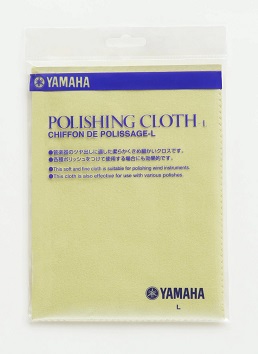 YAMAHA
POLISHING CLOTH-L
CHIFFON DE POLISSAGE-L
●管楽器のツヤ出しに適した柔らかくきめ細かいクロスです。
●各種ポリッシュをつけて使用する場合にも効果的です。
●This soft and fine cloth is suitable for polishing wind instruments.
●This cloth is also effective for use with various polishes.
YAMAHA
L